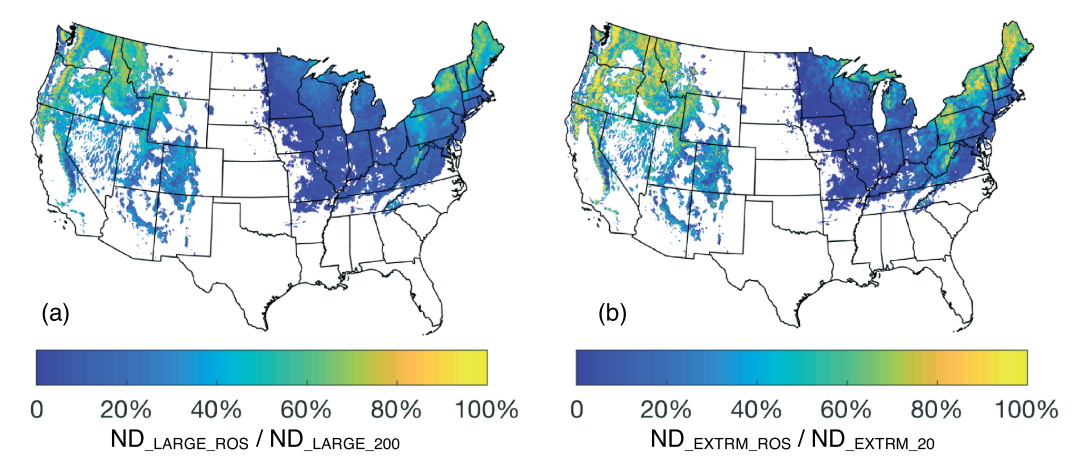 (a)
(b)
0 20% 40% 60% 80% 100%
0 20% 40% 60% 80% 100%
ND_LARGE_ROS / ND_LARGE_200
ND_EXTRM_ROS / ND_EXTRM_20